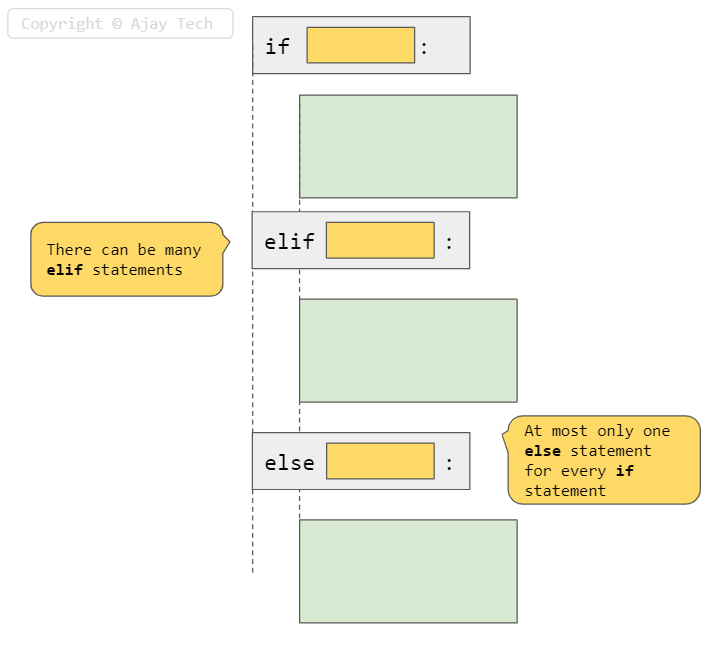 Copyright © Ajay Tech
if :
There can be many
elif statements
elif :
At most only one
else statement
for every if
statement
else :